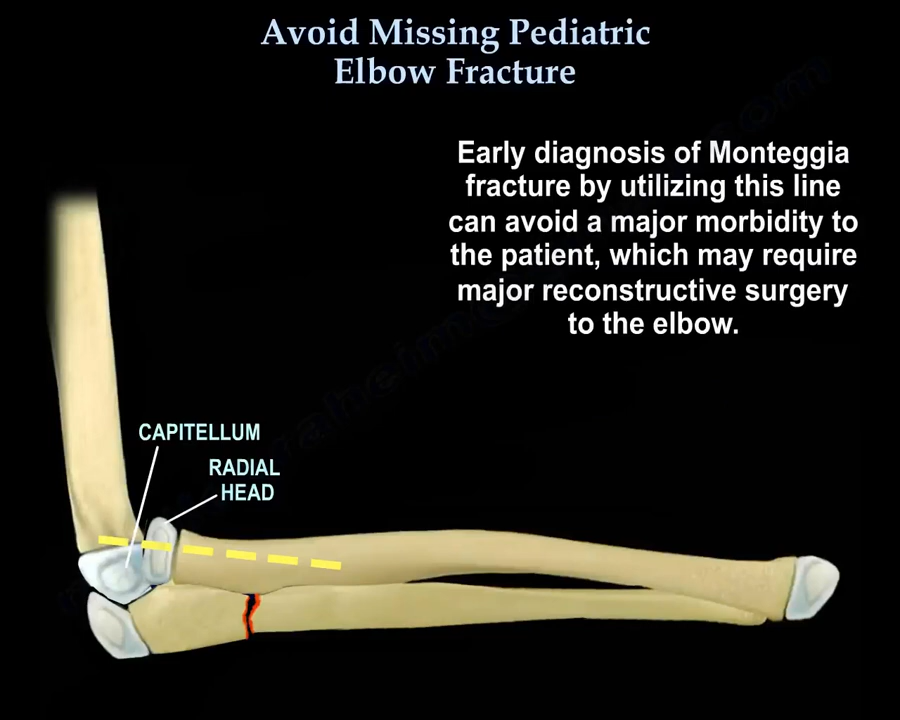 Avoid Missing Pediatric
Elbow Fracture
Early diagnosis of Monteggia
fracture by utilizing this line
can avoid a major morbidity to
the patient, which may require
major reconstructive surgery
to the elbow.
CAPITELLUM
RADIAL
HEAD